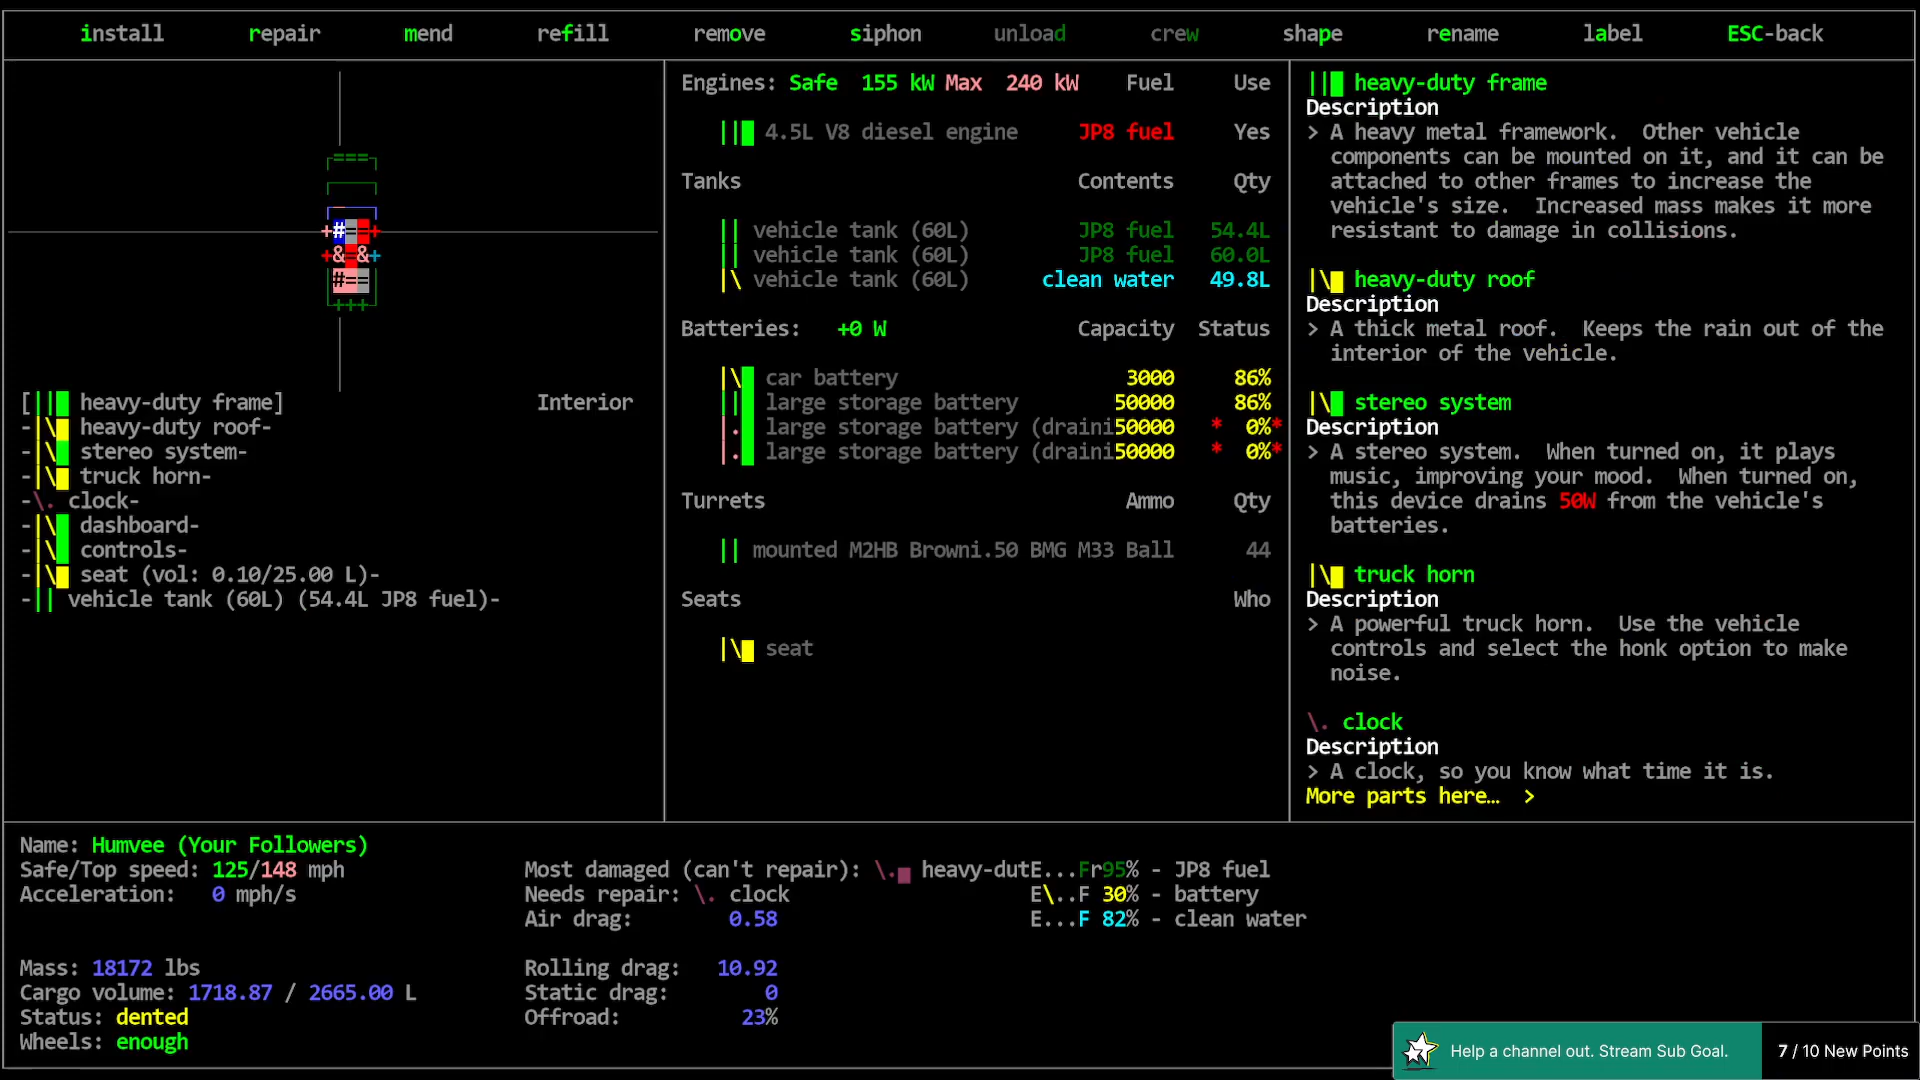 install repair mend refill remove siphon unload crew shape rename label ESC-back
[||█ heavy-duty frame] Interior
-|\█ heavy-duty roof-
-|\█ stereo system-
-|\█ truck horn-
-\. clock-
-|\█ dashboard-
-|\█ controls-
-|\█ seat (vol: 0.10/25.00 L)-
-|| vehicle tank (60L) (54.4L JP8 fuel)-
Engines: Safe 155 kW Max 240 kW Fuel Use
||█ 4.5L V8 diesel engine JP8 fuel Yes
Tanks Contents Qty
|| vehicle tank (60L) JP8 fuel 54.4L
|| vehicle tank (60L) JP8 fuel 60.0L
|\ vehicle tank (60L) clean water 49.8L
Batteries: +0 W Capacity Status
|\█ car battery 3000 86%
||█ large storage battery 50000 86%
|.█ large storage battery (draini50000 * 0%*
|.█ large storage battery (draini50000 * 0%*
Turrets Ammo Qty
|| mounted M2HB Browni.50 BMG M33 Ball 44
Seats Who
|\█ seat
||█ heavy-duty frame
Description
> A heavy metal framework. Other vehicle
components can be mounted on it, and it can be
attached to other frames to increase the
vehicle's size. Increased mass makes it more
resistant to damage in collisions.
|\█ heavy-duty roof
Description
> A thick metal roof. Keeps the rain out of the
interior of the vehicle.
|\█ stereo system
Description
> A stereo system. When turned on, it plays
music, improving your mood. When turned on,
this device drains 50W from the vehicle's
batteries.
|\█ truck horn
Description
> A powerful truck horn. Use the vehicle
controls and select the honk option to make
noise.
\. clock
Description
> A clock, so you know what time it is.
More parts here… >
Name: Humvee (Your Followers)
Safe/Top speed: 125/148 mph
Acceleration: 0 mph/s
Mass: 18172 lbs
Cargo volume: 1718.87 / 2665.00 L
Status: dented
Wheels: enough
Most damaged (can't repair): \.■ heavy-dutE...Fr95% - JP8 fuel
Needs repair: \. clock E\..F 30% - battery
Air drag: 0.58 E...F 82% - clean water
Rolling drag: 10.92
Static drag: 0
Offroad: 23%
Help a channel out. Stream Sub Goal. 7 / 10 New Points